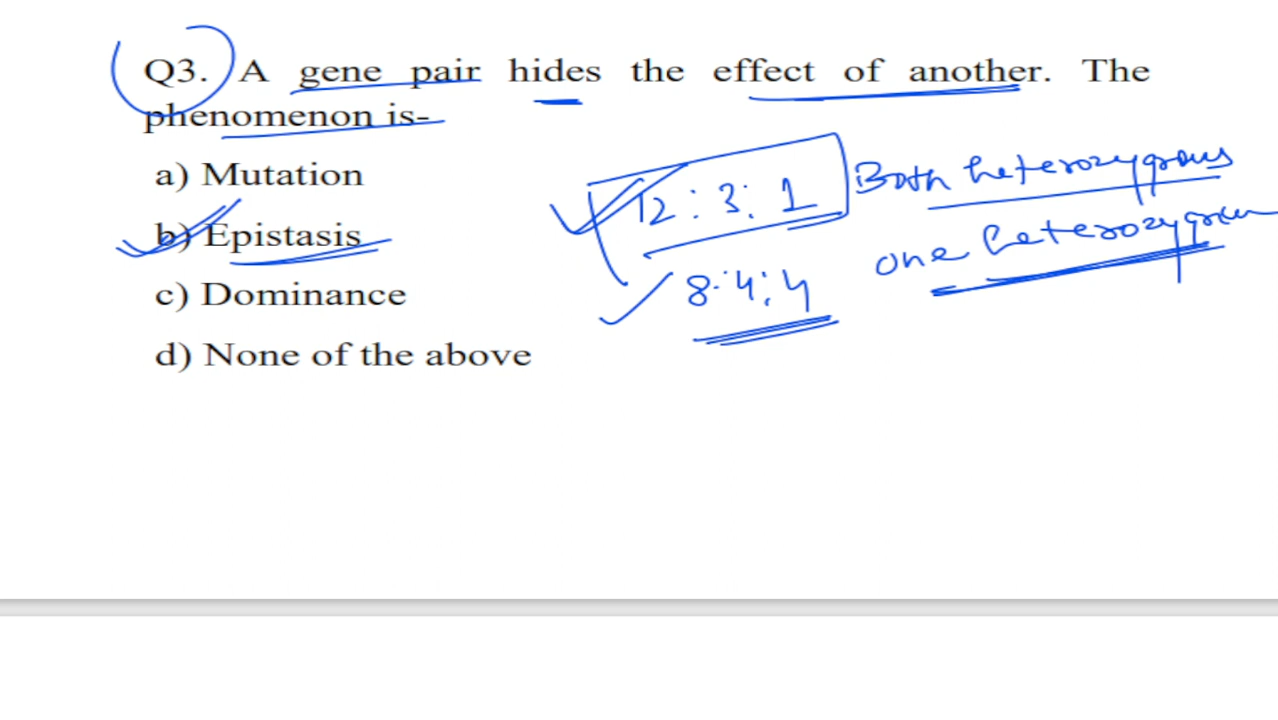 Q3. A gene pair hides the effect of another. The
phenomenon is-
a) Mutation
b) Epistasis
c) Dominance
d) None of the above
12 : 3 : 1 Both heterozygous
8 : 4 : 4 one heterozygous